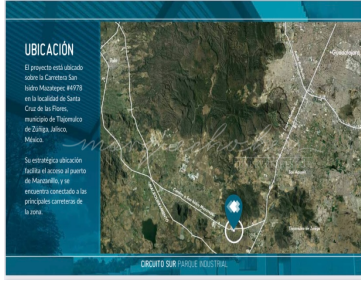 UBICACIÓN
El proyecto está ubicado
sobre la Carretera San
Isidro Mazatepec #4978
en la localidad de Santa
Cruz de las Flores,
municipio de Tlajomulco
de Zúñiga, Jalisco,
México.
Su estratégica ubicación
facilita el acceso al puerto
de Manzanillo, y se
encuentra conectado a las
principales carreteras de
la zona.
Guadalajara
CIRCUITO SUR PARQUE INDUSTRIAL